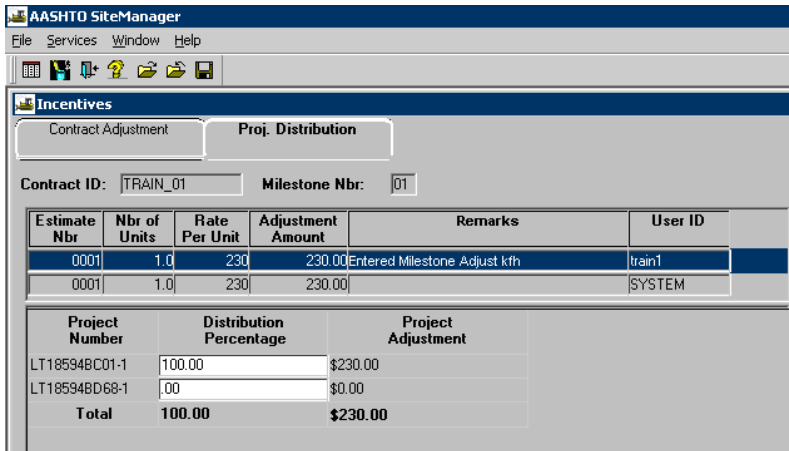 AASHTO SiteManager
File Services Window Help
Incentives
Contract Adjustment Proj. Distribution
Contract ID: TRAIN_01 Milestone Nbr: 01
Estimate Nbr of Rate Adjustment Remarks User ID
Nbr Units Per Unit Amount
0001 1.0 230 230.00 Entered Milestone Adjust kfh train1
0001 1.0 230 230.00 SYSTEM
Project Distribution Project
Number Percentage Adjustment
LT18594BC01-1 100.00 $230.00
LT18594BD68-1 .00 $0.00
Total 100.00 $230.00